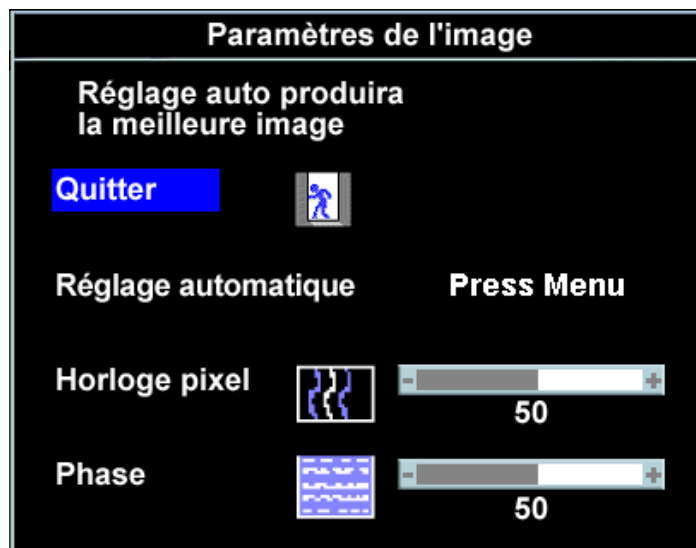 Paramètres de l'image
Réglage auto produira
la meilleure image
Quitter
Réglage automatique Press Menu
Horloge pixel - +
50
Phase - +
50